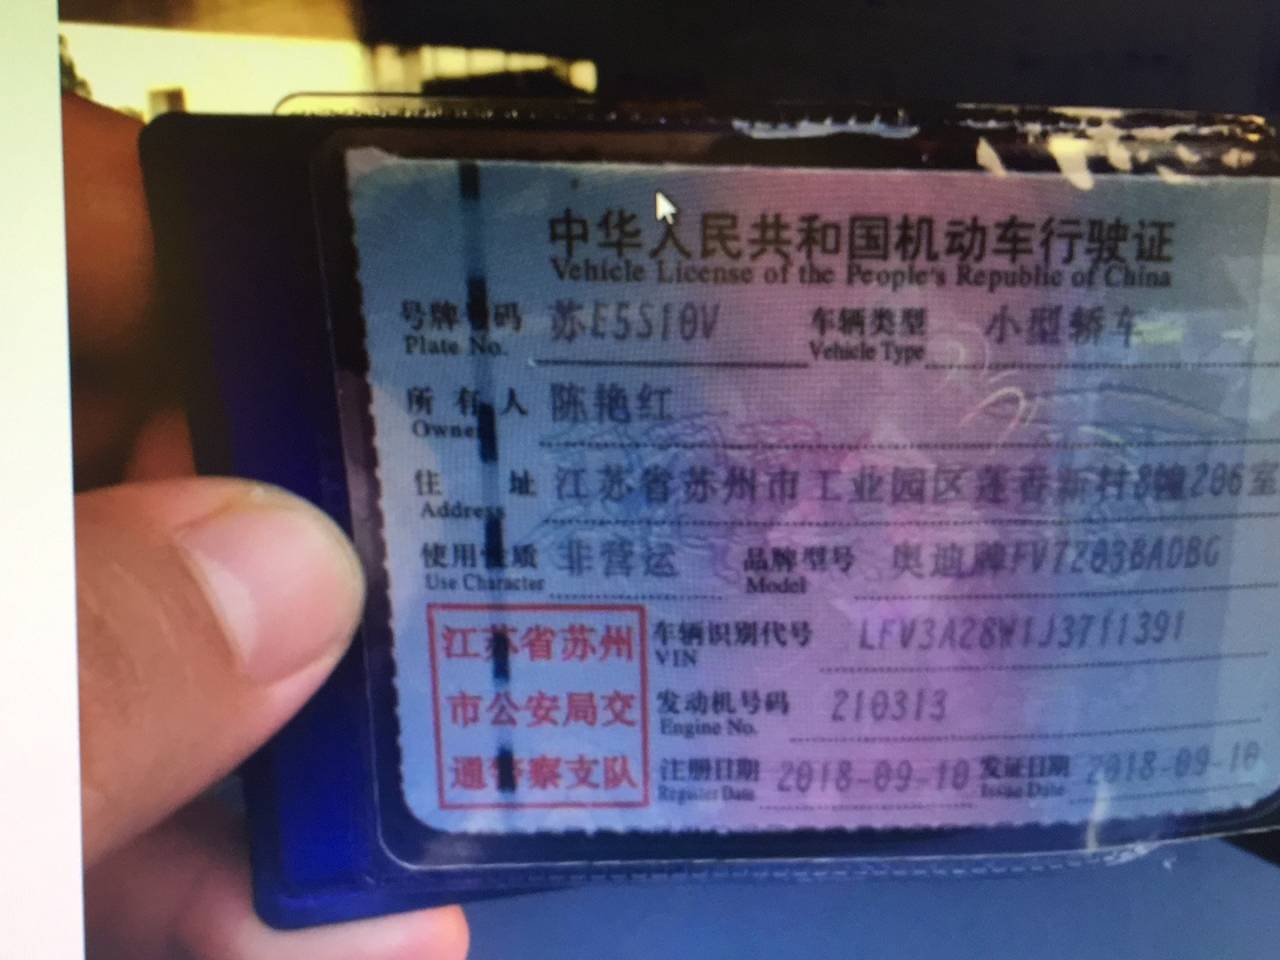 中华人民共和国机动车行驶证
Vehicle License of the People's Republic of China
号牌号码 苏E5S10V 车辆类型 小型轿车
Plate No. Vehicle Type
所有人 陈艳红
Owner
住址 江苏省苏州市工业园区莲香新村8幢206室
Address
使用性质 非营运 品牌型号 奥迪牌FV7203BADBG
Use Character Model
江苏省苏州 车辆识别代号 LFV3A28W1J3711391
VIN
市公安局交 发动机号码 210313
Engine No.
通警察支队 注册日期 2018-09-10 发证日期 2018-09-10
Register Date Issue Date